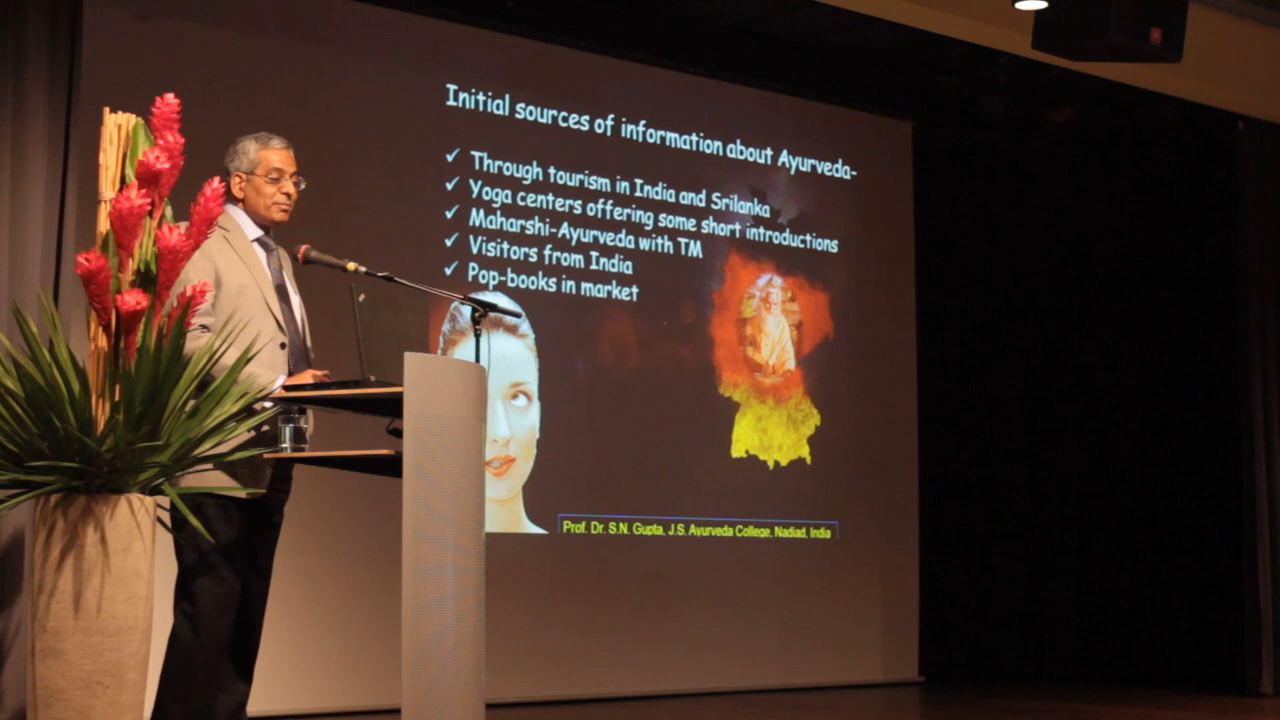 Initial sources of information about Ayurveda-
✓ Through tourism in India and Srilanka
✓ Yoga centers offering some short introductions
✓ Maharshi-Ayurveda with TM
✓ Visitors from India
✓ Pop-books in market
Prof. Dr. S.N. Gupta, J.S. Ayurveda College, Nadiad, India